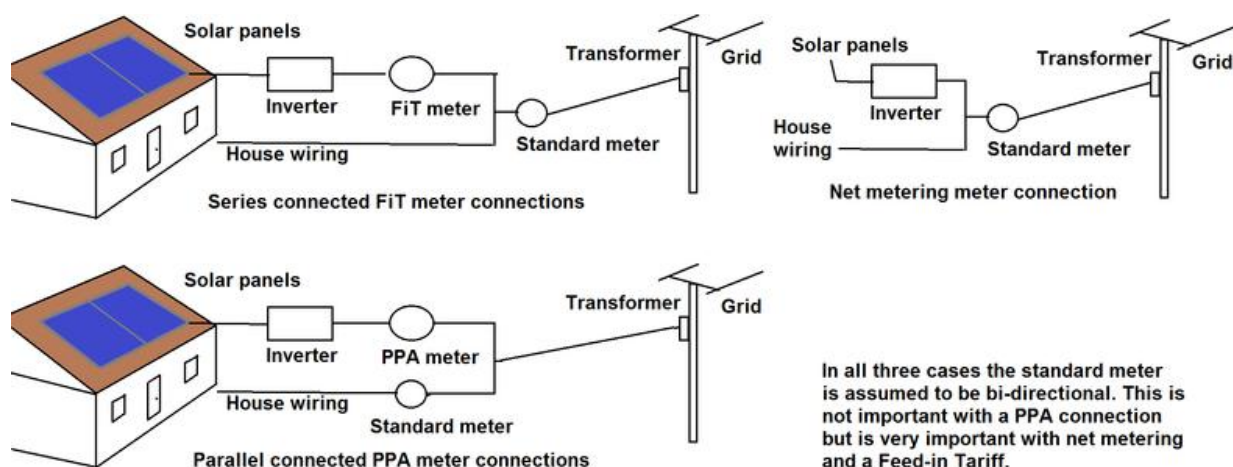 Solar panels
Inverter
FiT meter
House wiring
Standard meter
Transformer
Grid
Series connected FiT meter connections
Solar panels
Inverter
House
wiring
Standard meter
Transformer
Grid
Net metering meter connection
Solar panels
Inverter
PPA meter
House wiring
Standard meter
Transformer
Grid
Parallel connected PPA meter connections
In all three cases the standard meter
is assumed to be bi-directional. This is
not important with a PPA connection
but is very important with net metering
and a Feed-in Tariff.